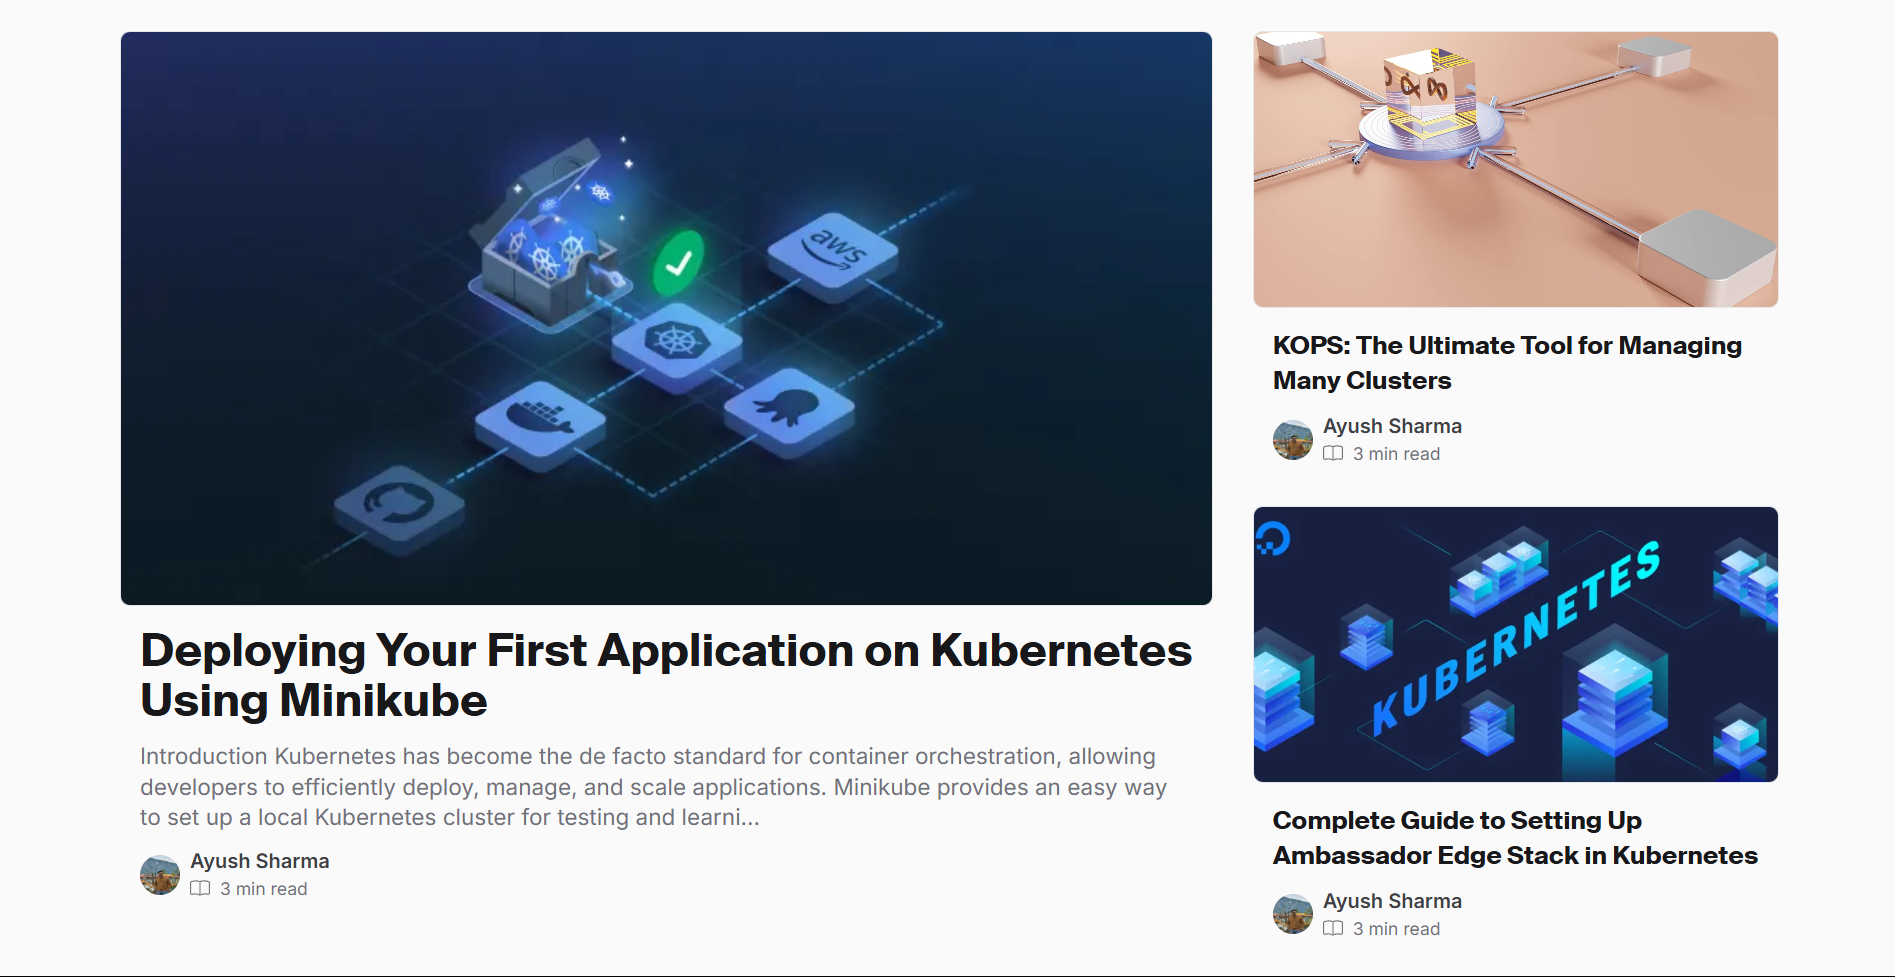 aws
Deploying Your First Application on Kubernetes
Using Minikube
Introduction Kubernetes has become the de facto standard for container orchestration, allowing
developers to efficiently deploy, manage, and scale applications. Minikube provides an easy way
to set up a local Kubernetes cluster for testing and learni...
Ayush Sharma
3 min read
KOPS: The Ultimate Tool for Managing
Many Clusters
Ayush Sharma
3 min read
KUBERNETES
Complete Guide to Setting Up
Ambassador Edge Stack in Kubernetes
Ayush Sharma
3 min read